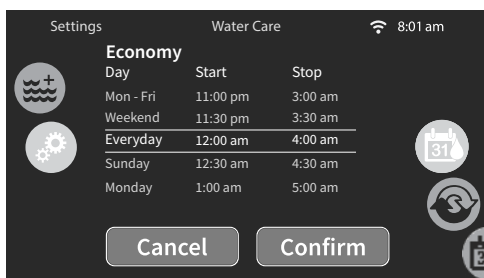 Settings Water Care 8:01 am
Economy
Day Start Stop
Mon - Fri 11:00 pm 3:00 am
Weekend 11:30 pm 3:30 am
Everyday 12:00 am 4:00 am
Sunday 12:30 am 4:30 am
Monday 1:00 am 5:00 am
31
Cancel Confirm